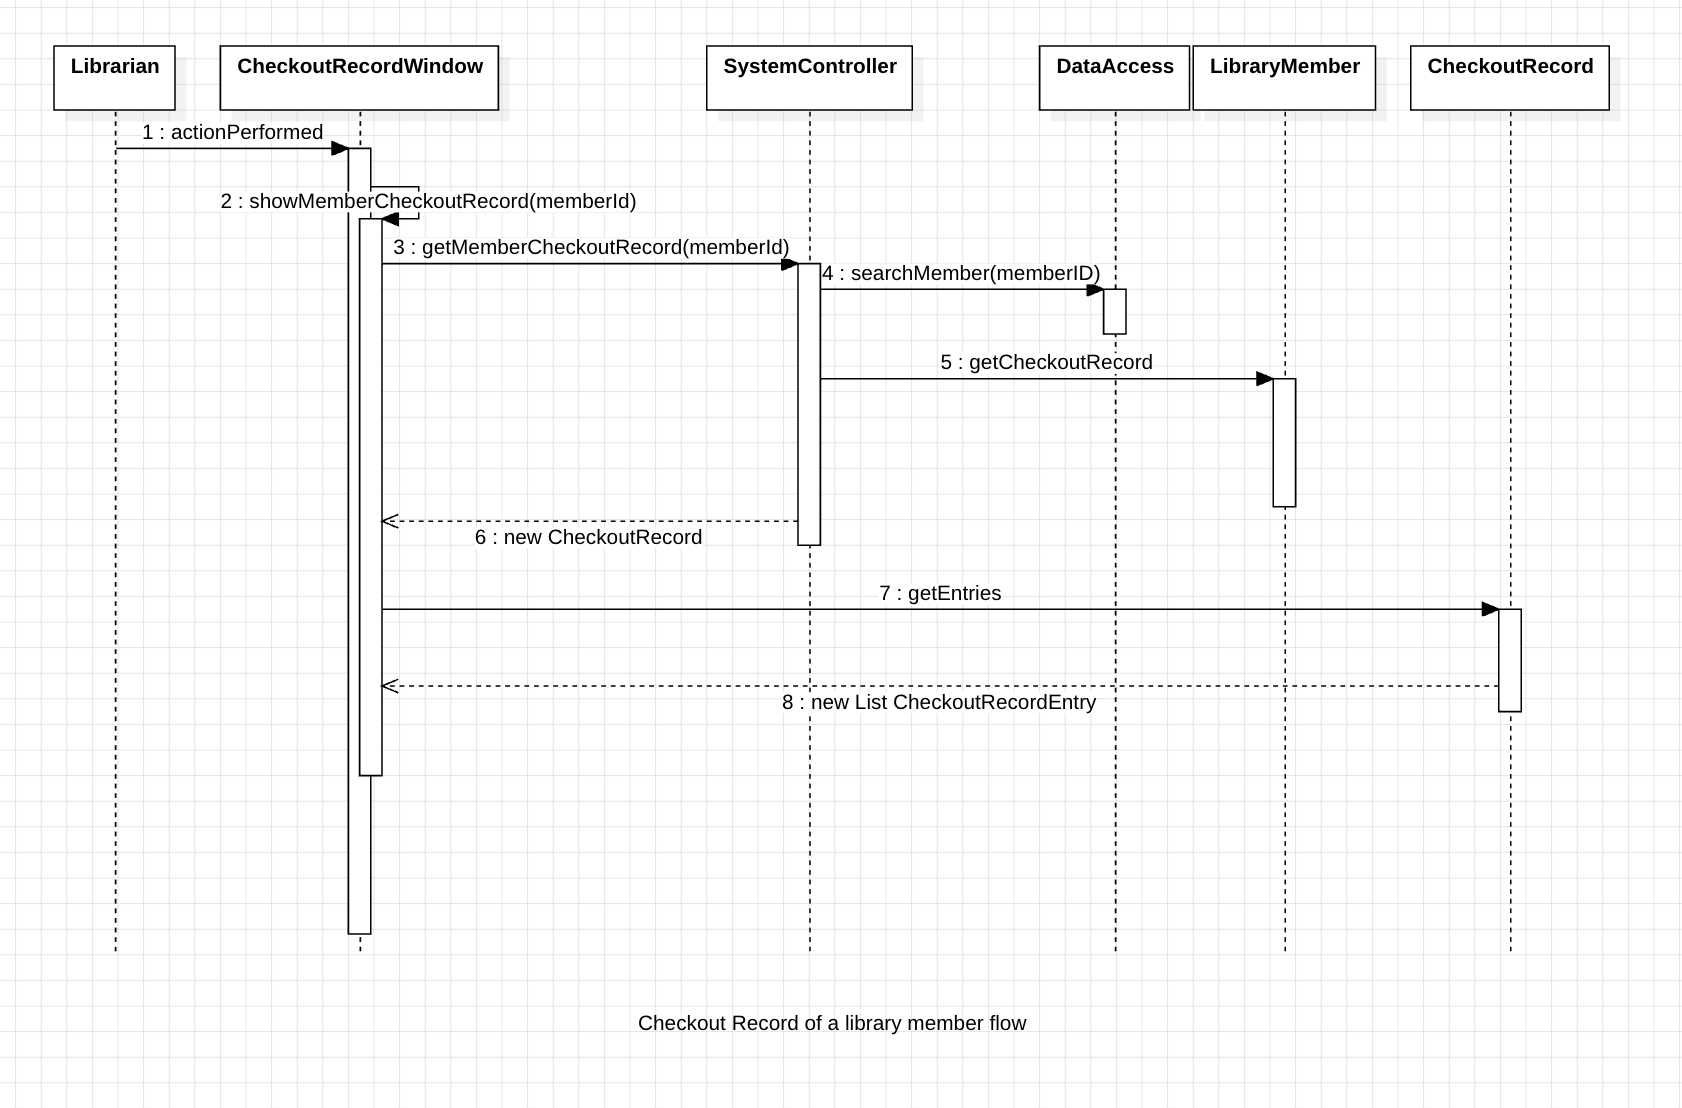 Librarian
CheckoutRecordWindow
SystemController
DataAccess
LibraryMember
CheckoutRecord
1 : actionPerformed
2 : showMemberCheckoutRecord(memberId)
3 : getMemberCheckoutRecord(memberId)
4 : searchMember(memberID)
5 : getCheckoutRecord
6 : new CheckoutRecord
7 : getEntries
8 : new List CheckoutRecordEntry
Checkout Record of a library member flow